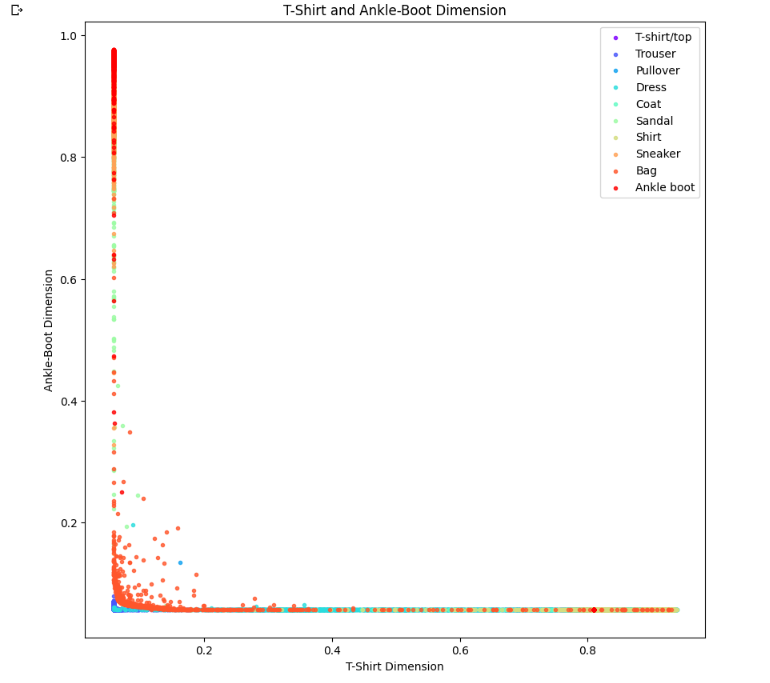 T-Shirt and Ankle-Boot Dimension
1.0
0.8
0.6
0.4
0.2
Ankle-Boot Dimension
T-shirt/top
Trouser
Pullover
Dress
Coat
Sandal
Shirt
Sneaker
Bag
Ankle boot
0.2 0.4 0.6 0.8
T-Shirt Dimension